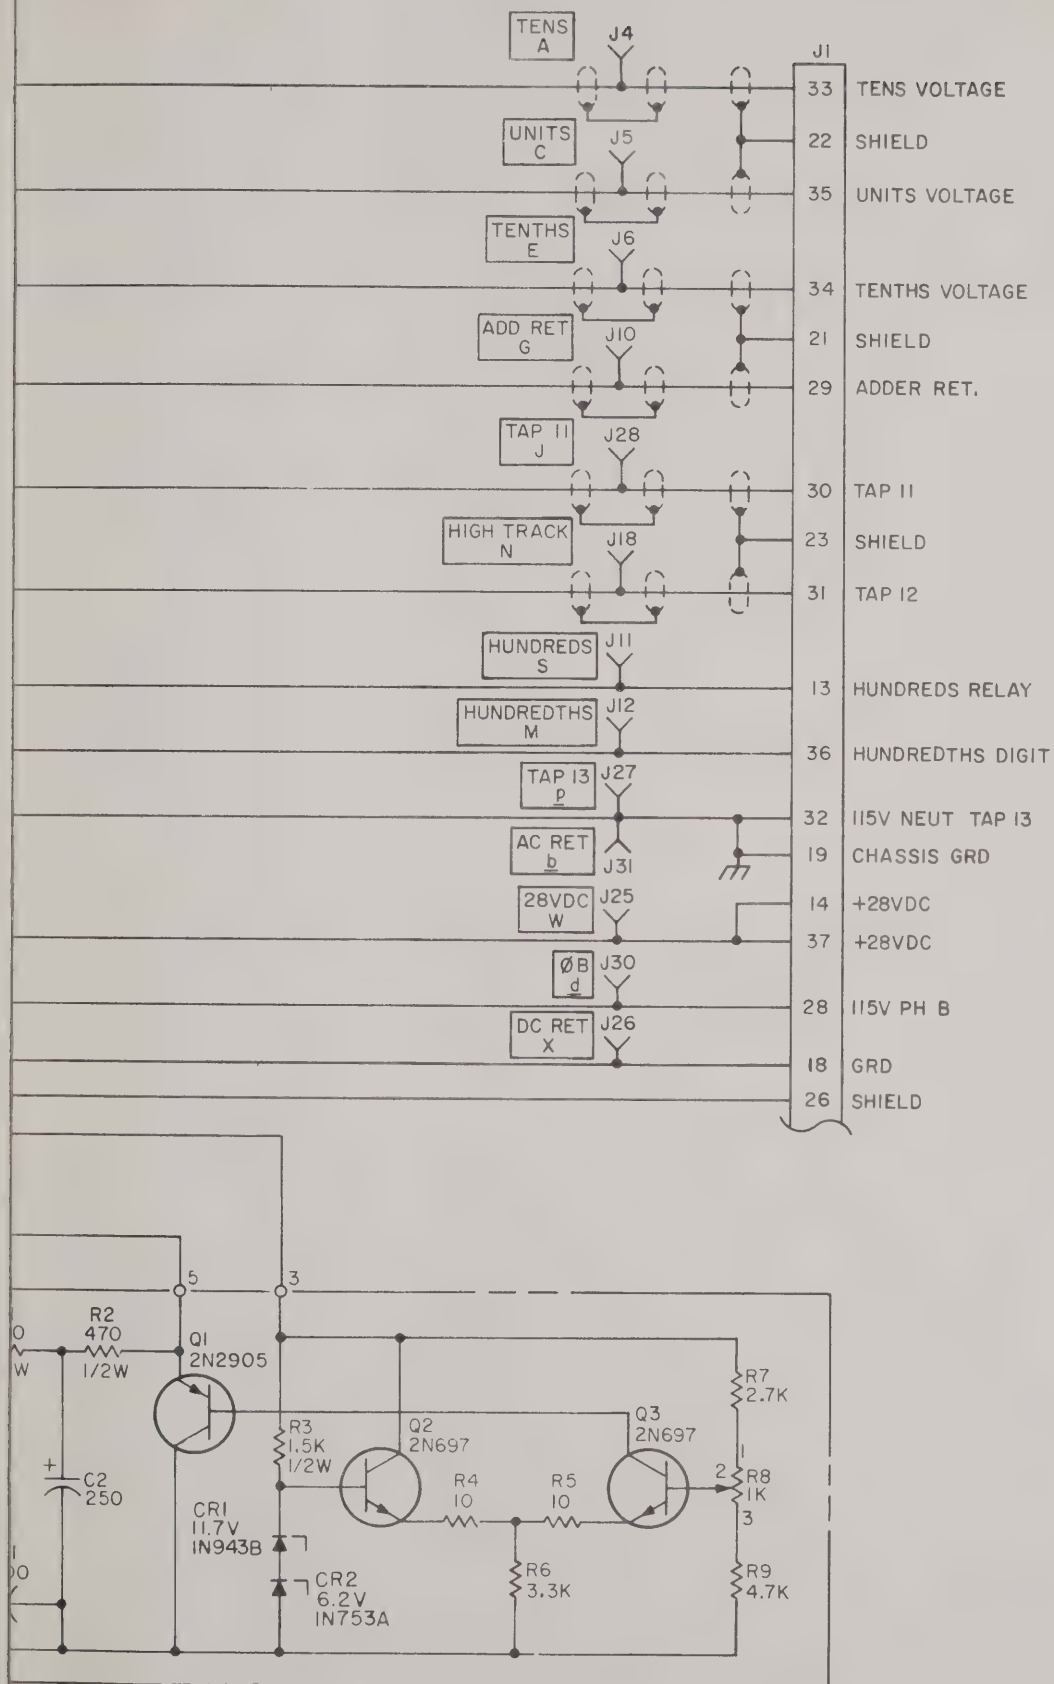 TENS
A
J4
J1
33 TENS VOLTAGE
UNITS
C
J5
22 SHIELD
35 UNITS VOLTAGE
TENTHS
E
J6
34 TENTHS VOLTAGE
ADD RET
G
J10
21 SHIELD
29 ADDER RET.
TAP 11
J
J28
30 TAP 11
HIGH TRACK
N
J18
23 SHIELD
31 TAP 12
HUNDREDS
S
J11
13 HUNDREDS RELAY
HUNDREDTHS
M
J12
36 HUNDREDTHS DIGIT
TAP 13
p
J27
32 115V NEUT TAP 13
AC RET
b
J31
19 CHASSIS GRD
28VDC
W
J25
14 +28VDC
37 +28VDC
ØB
d
J30
28 115V PH B
DC RET
X
J26
18 GRD
26 SHIELD
5
3
0
W
R2
470
1/2W
Q1
2N2905
R7
2.7K
R3
1.5K
1/2W
Q2
2N697
Q3
2N697
1
2
R8
1K
3
+
C2
250
R4
10
R5
10
CR1
11.7V
1N943B
CR2
6.2V
1N753A
R6
3.3K
R9
4.7K